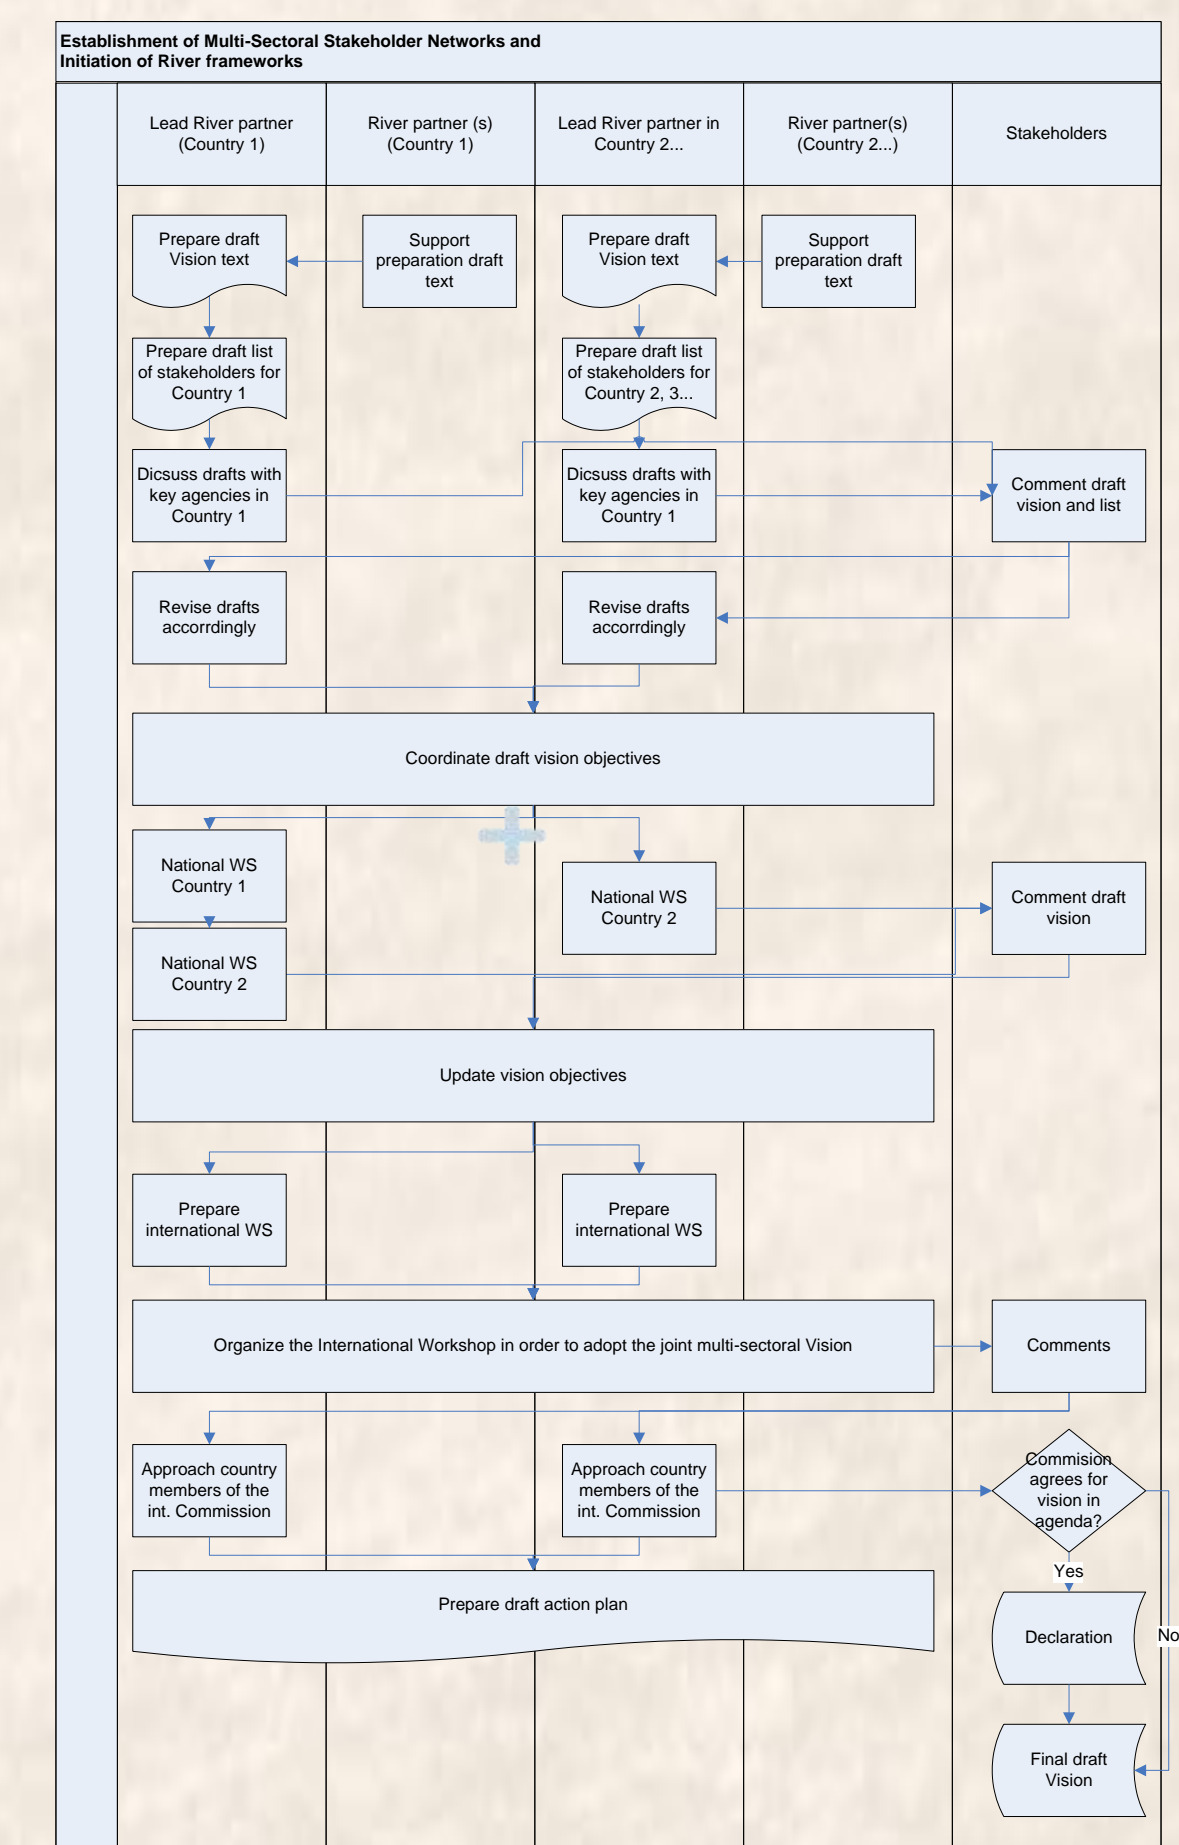 Establishment of Multi-Sectoral Stakeholder Networks and
Initiation of River frameworks
Lead River partner
(Country 1)
River partner (s)
(Country 1)
Lead River partner in
Country 2...
River partner(s)
(Country 2...)
Stakeholders
Prepare draft
Vision text
Support
preparation draft
text
Prepare draft
Vision text
Support
preparation draft
text
Prepare draft list
of stakeholders for
Country 1
Prepare draft list
of stakeholders for
Country 2, 3...
Dicsuss drafts with
key agencies in
Country 1
Dicsuss drafts with
key agencies in
Country 1
Comment draft
vision and list
Revise drafts
accorrdingly
Revise drafts
accorrdingly
Coordinate draft vision objectives
National WS
Country 1
National WS
Country 2
Comment draft
vision
National WS
Country 2
Update vision objectives
Prepare
international WS
Prepare
international WS
Organize the International Workshop in order to adopt the joint multi-sectoral Vision
Comments
Approach country
members of the
int. Commission
Approach country
members of the
int. Commission
Commision
agrees for
vision in
agenda?
Yes
Prepare draft action plan
Declaration
No
Final draft
Vision